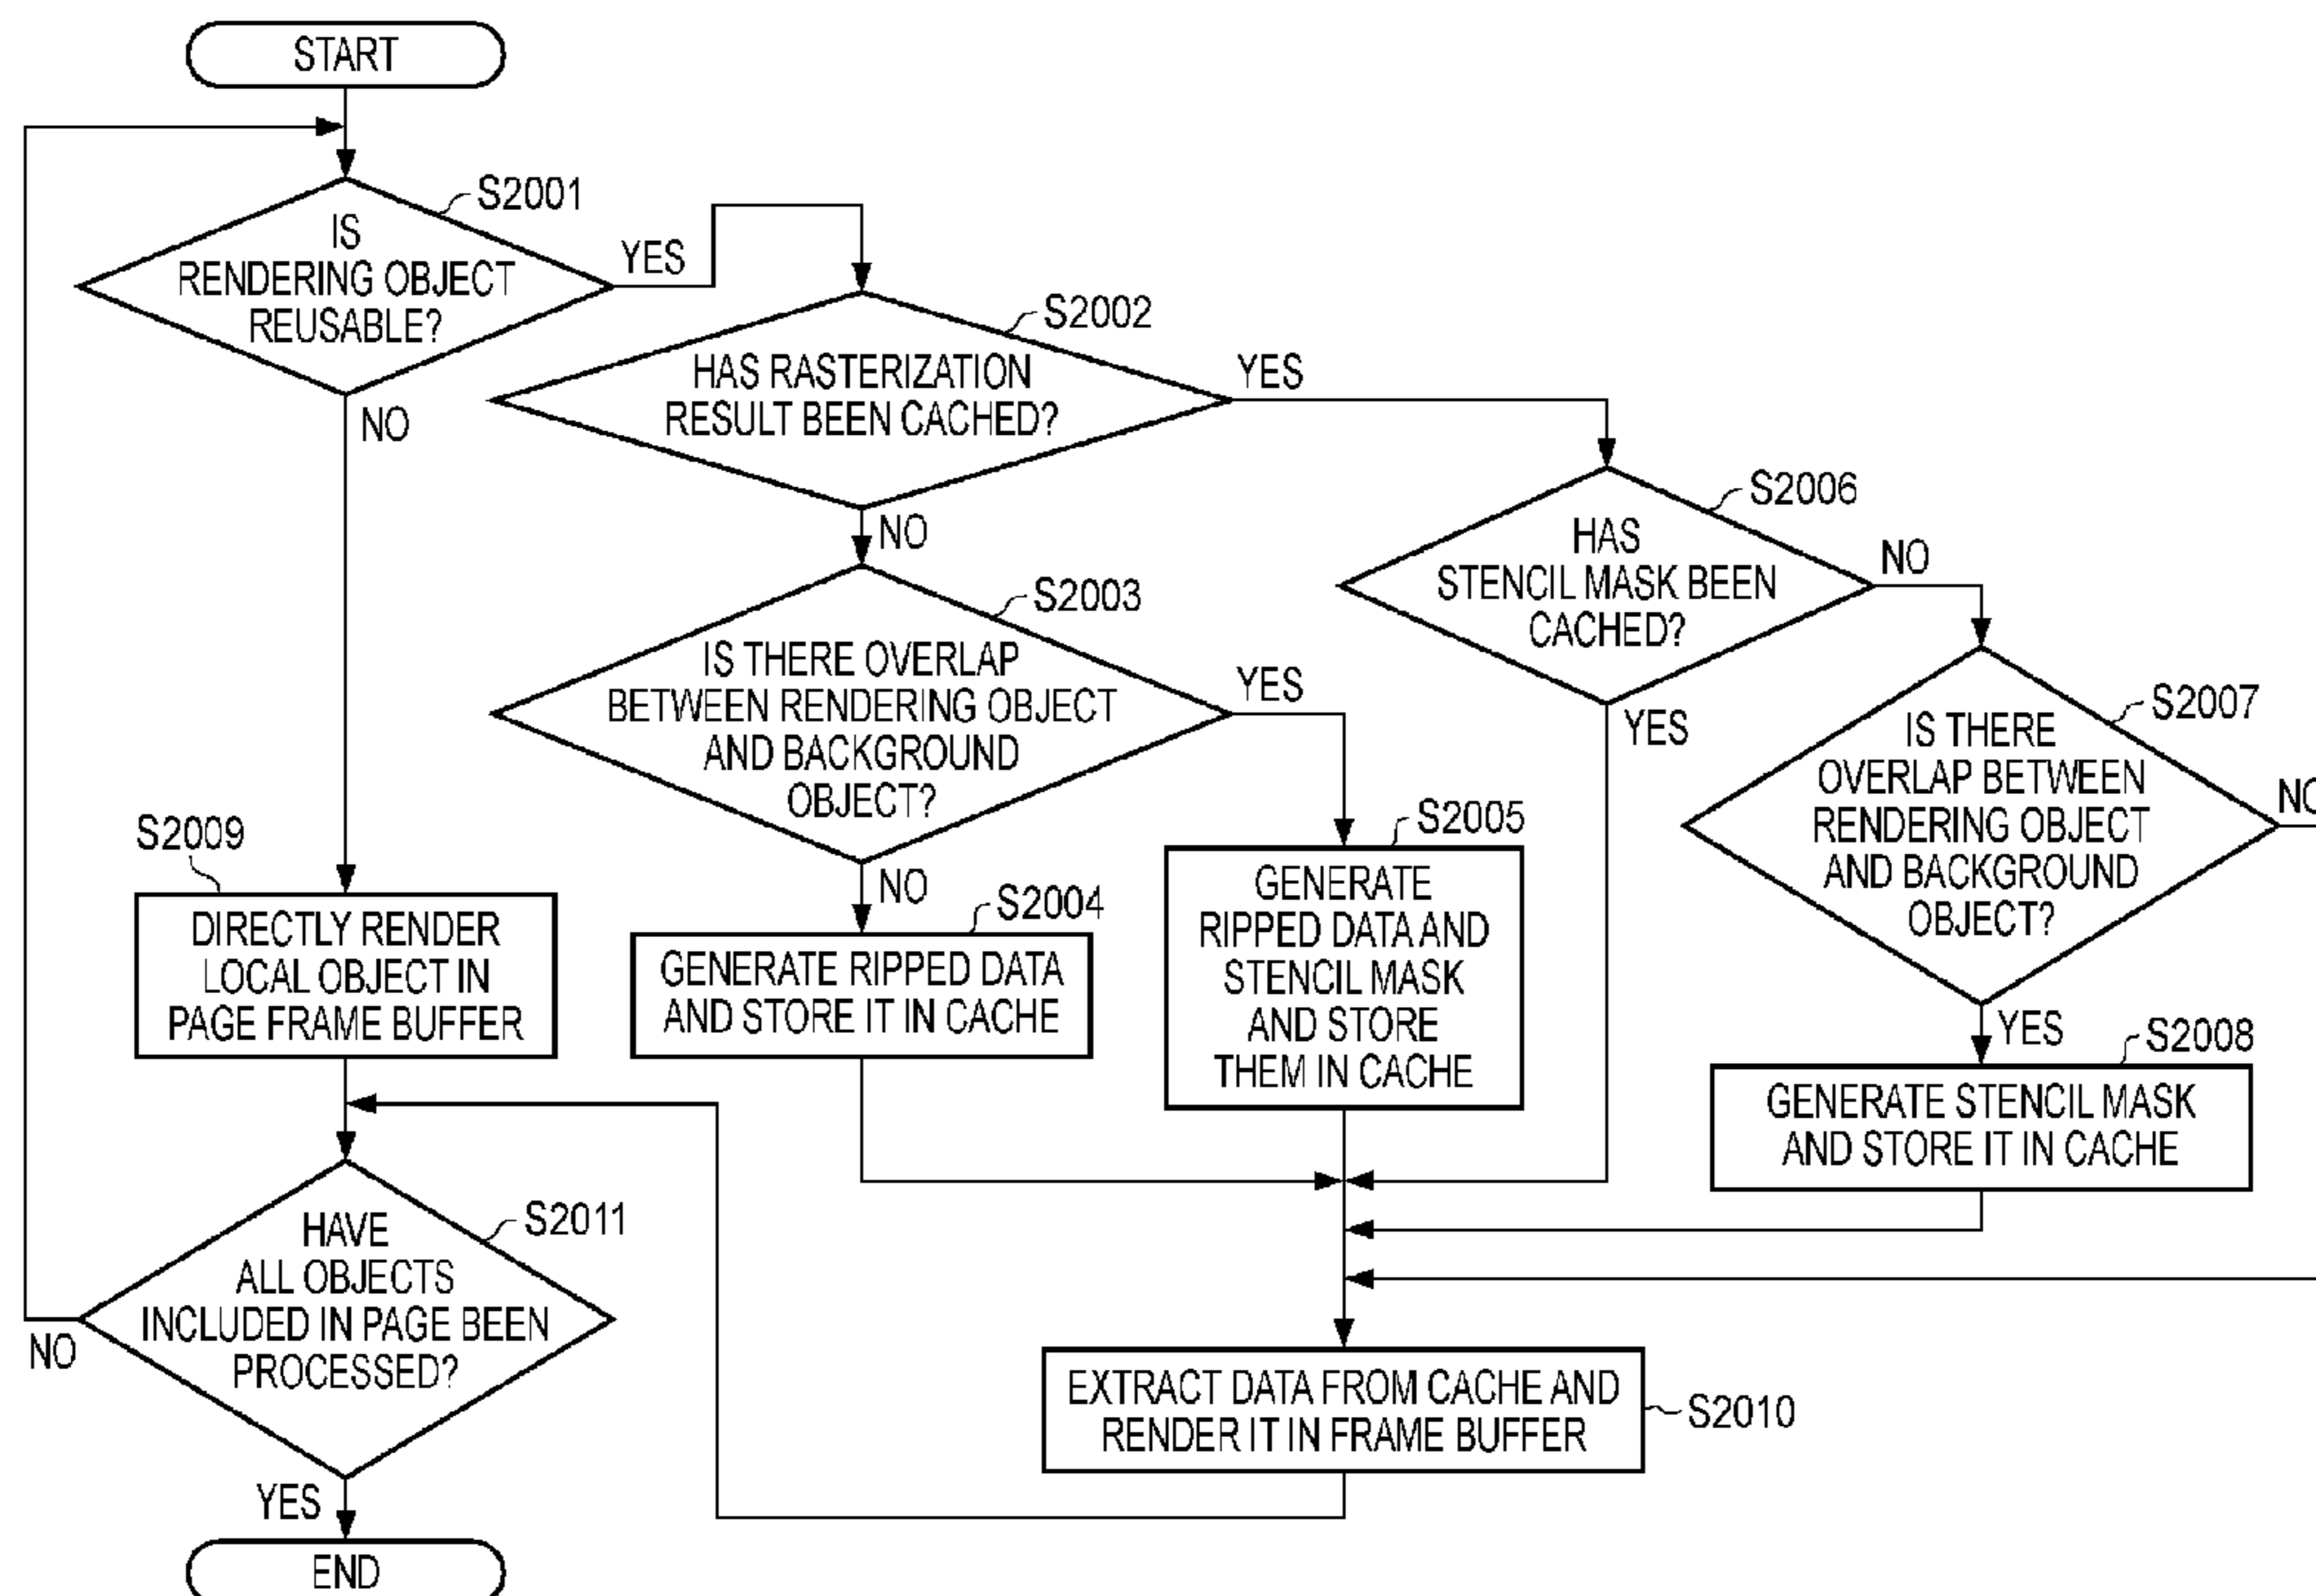 START
S2001
IS
RENDERING OBJECT
REUSABLE?
YES
NO
S2002
HAS RASTERIZATION
RESULT BEEN CACHED?
YES
NO
S2003
IS THERE OVERLAP
BETWEEN RENDERING OBJECT
AND BACKGROUND
OBJECT?
YES
NO
S2006
HAS
STENCIL MASK BEEN
CACHED?
NO
YES
S2007
IS THERE
OVERLAP BETWEEN
RENDERING OBJECT
AND BACKGROUND
OBJECT?
NO
YES
S2009
DIRECTLY RENDER
LOCAL OBJECT IN
PAGE FRAME BUFFER
S2004
GENERATE RIPPED DATA
AND STORE IT IN CACHE
S2005
GENERATE
RIPPED DATA AND
STENCIL MASK
AND STORE
THEM IN CACHE
S2008
GENERATE STENCIL MASK
AND STORE IT IN CACHE
S2011
HAVE
ALL OBJECTS
INCLUDED IN PAGE BEEN
PROCESSED?
NO
YES
EXTRACT DATA FROM CACHE AND
RENDER IT IN FRAME BUFFER
S2010
END